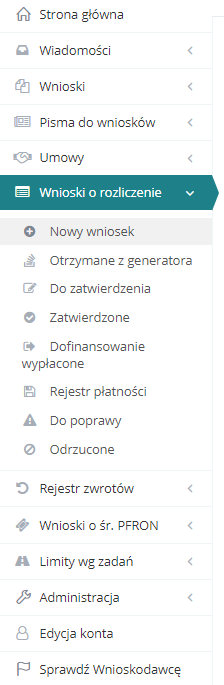 Strona główna
Wiadomości
Wnioski
Pisma do wniosków
Umowy
Wnioski o rozliczenie
Nowy wniosek
Otrzymane z generatora
Do zatwierdzenia
Zatwierdzone
Dofinansowanie
wypłacone
Rejestr płatności
Do poprawy
Odrzucone
Rejestr zwrotów
Wnioski o śr. PFRON
Limity wg zadań
Administracja
Edycja konta
Sprawdź Wnioskodawcę